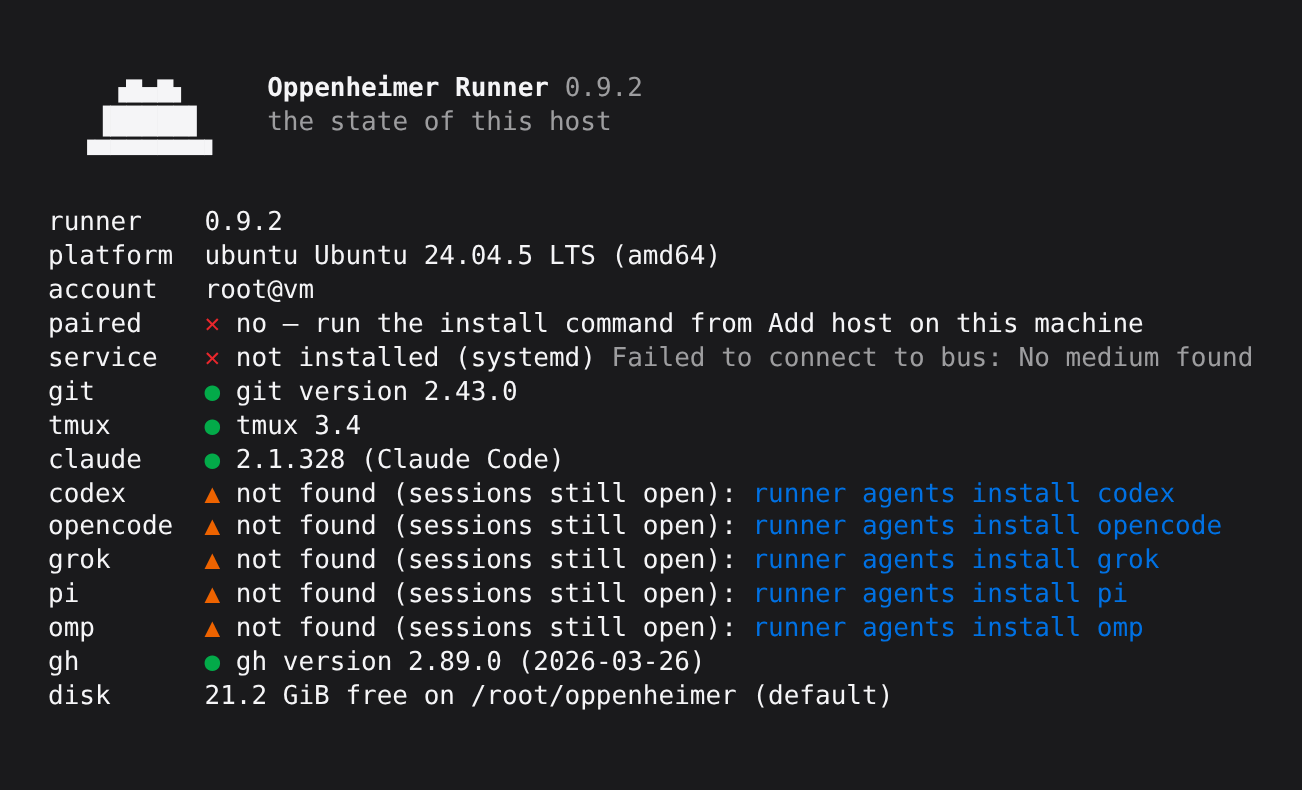 Oppenheimer Runner 0.9.2
the state of this host
runner 0.9.2
platform ubuntu Ubuntu 24.04.5 LTS (amd64)
account root@vm
paired × no — run the install command from Add host on this machine
service × not installed (systemd) Failed to connect to bus: No medium found
git ● git version 2.43.0
tmux ● tmux 3.4
claude ● 2.1.328 (Claude Code)
codex ▲ not found (sessions still open): runner agents install codex
opencode ▲ not found (sessions still open): runner agents install opencode
grok ▲ not found (sessions still open): runner agents install grok
pi ▲ not found (sessions still open): runner agents install pi
omp ▲ not found (sessions still open): runner agents install omp
gh ● gh version 2.89.0 (2026-03-26)
disk 21.2 GiB free on /root/oppenheimer (default)